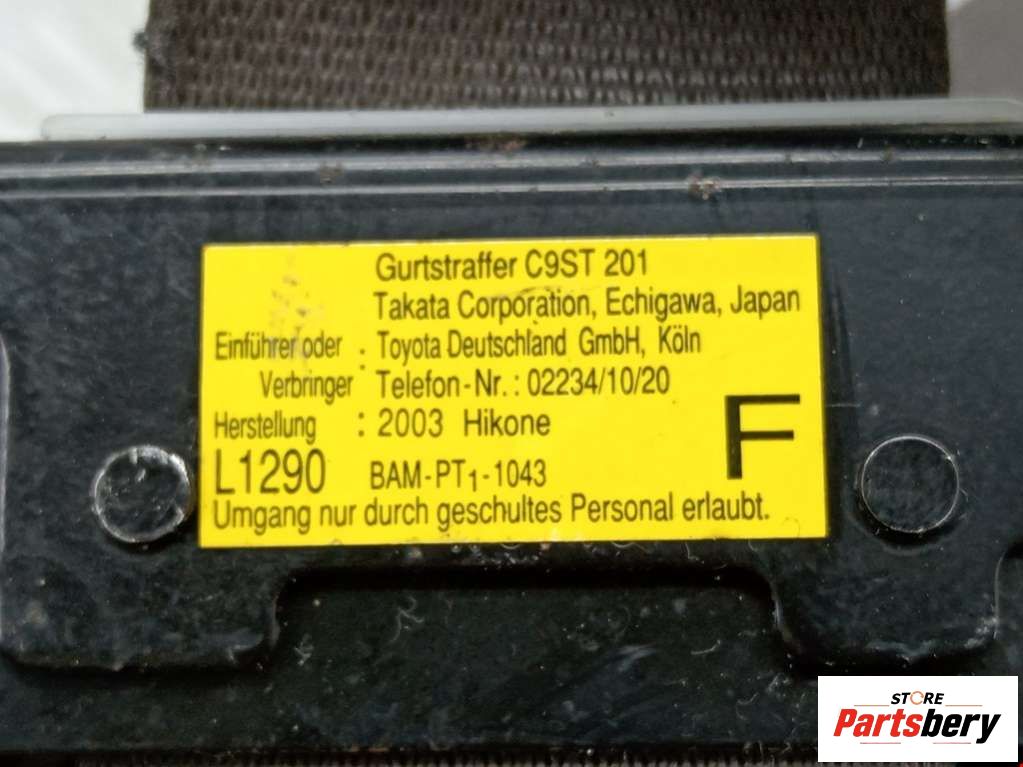 Gurtstraffer C9ST 201
Takata Corporation, Echigawa, Japan
Einführer oder : Toyota Deutschland GmbH, Köln
Verbringer Telefon-Nr.: 02234/10/20
Herstellung : 2003 Hikone
L1290 BAM-PT1-1043 F
Umgang nur durch geschultes Personal erlaubt.
STORE
Partsbery